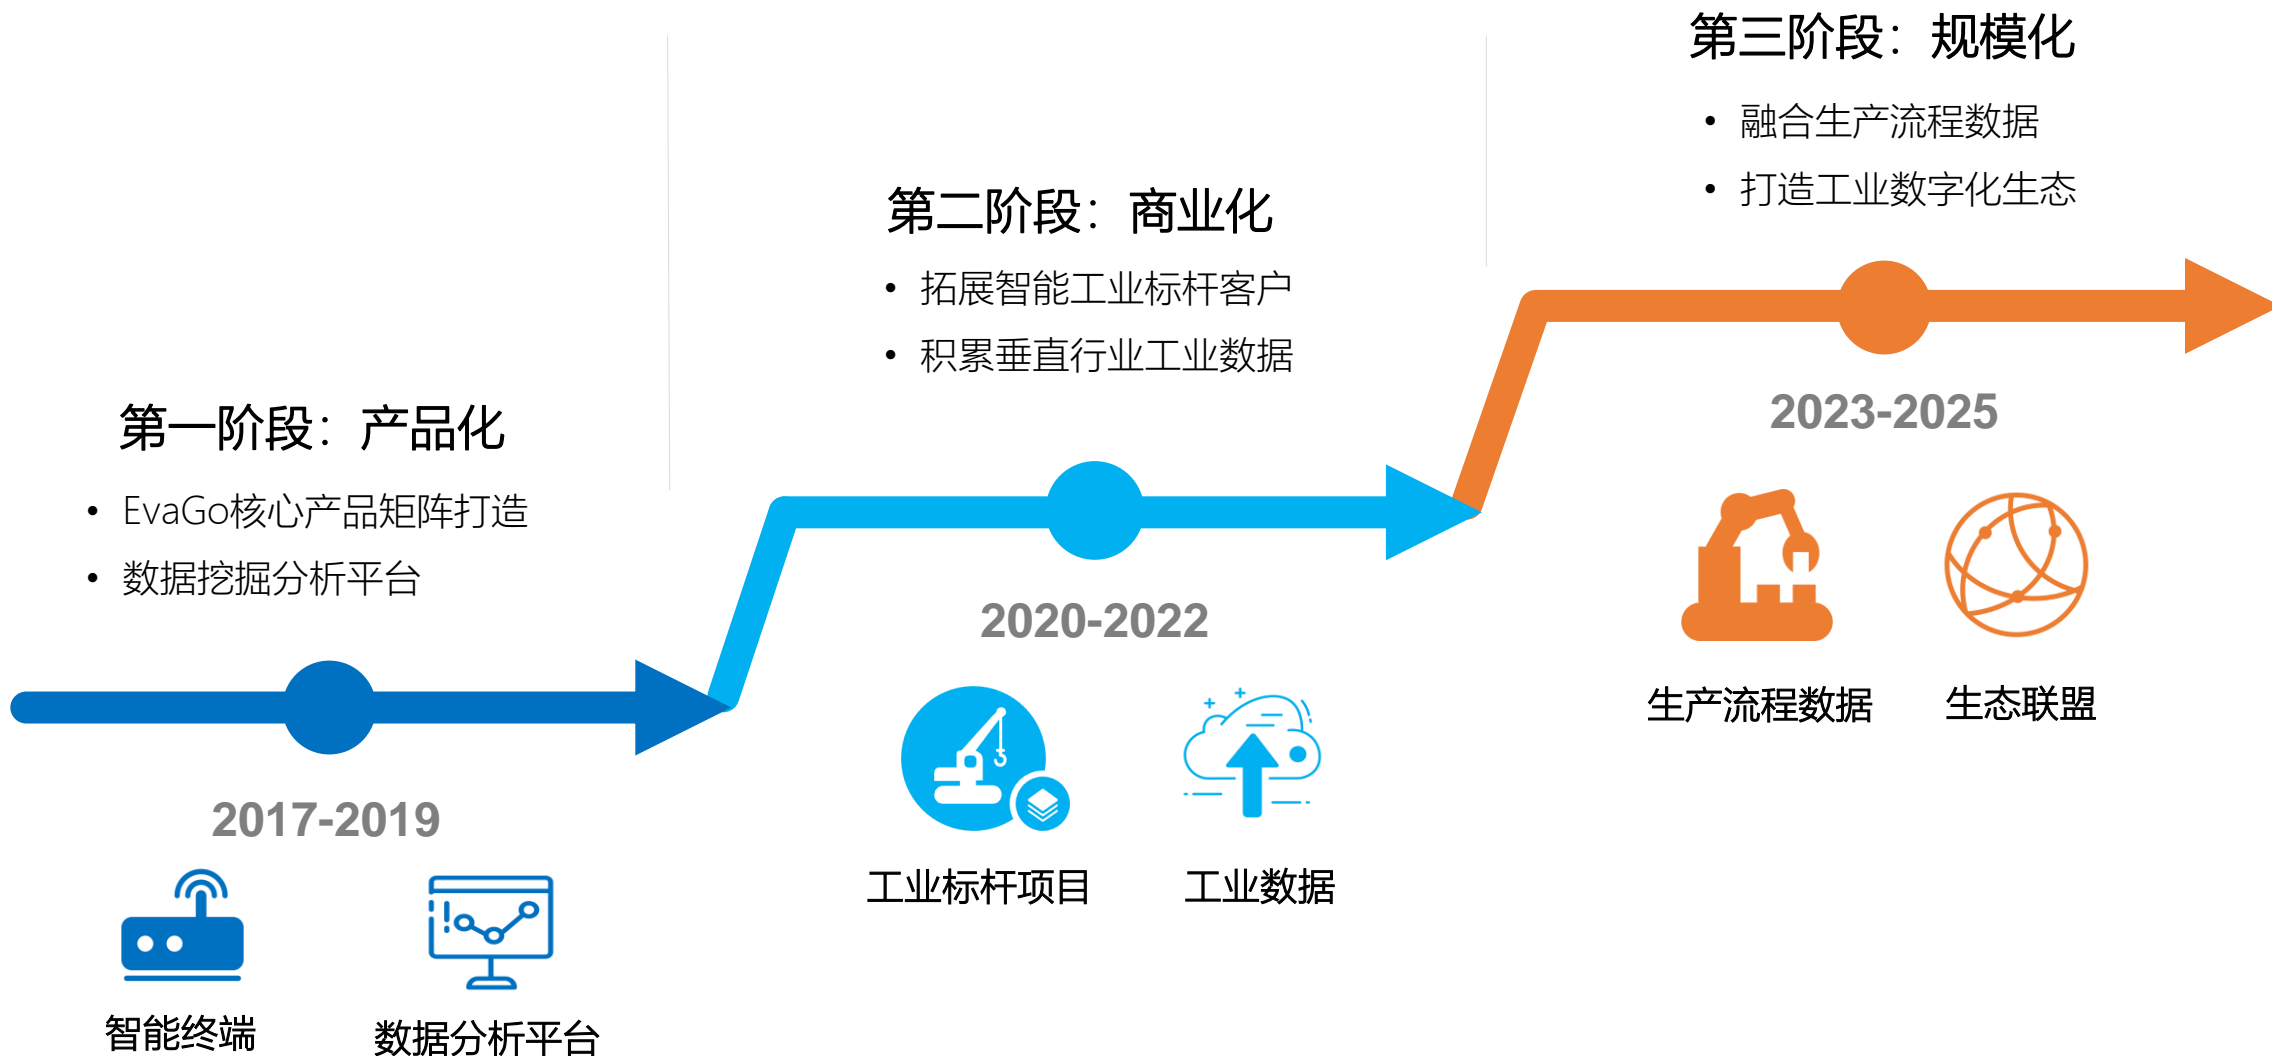 第一阶段：产品化
• EvaGo核心产品矩阵打造
• 数据挖掘分析平台
2017-2019
智能终端
数据分析平台
第二阶段：商业化
• 拓展智能工业标杆客户
• 积累垂直行业工业数据
2020-2022
工业标杆项目
工业数据
第三阶段：规模化
• 融合生产流程数据
• 打造工业数字化生态
2023-2025
生产流程数据
生态联盟